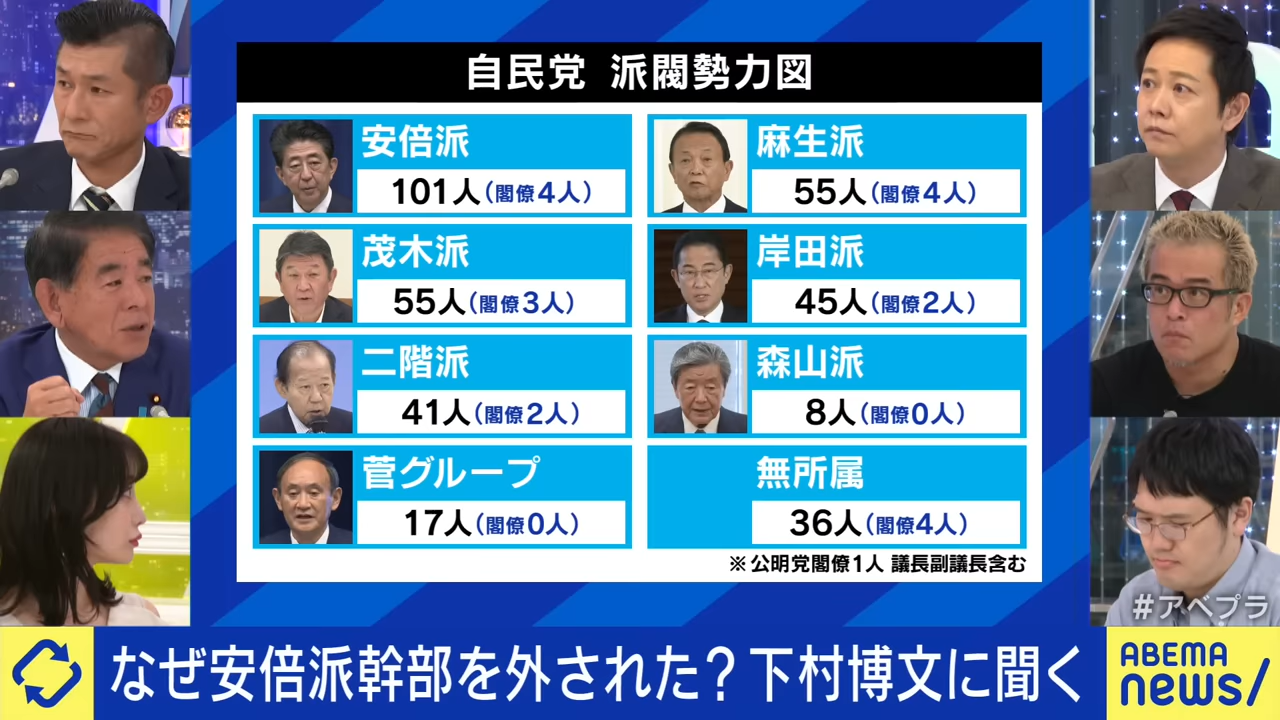 自民党 派閥勢力図
安倍派
101人(閣僚4人)
麻生派
55人(閣僚4人)
茂木派
55人(閣僚3人)
岸田派
45人(閣僚2人)
二階派
41人(閣僚2人)
森山派
8人(閣僚0人)
菅グループ
17人(閣僚0人)
無所属
36人(閣僚4人)
※公明党閣僚1人 議長副議長含む
#アベプラ
なぜ安倍派幹部を外された?下村博文に聞く
ABEMA
news/